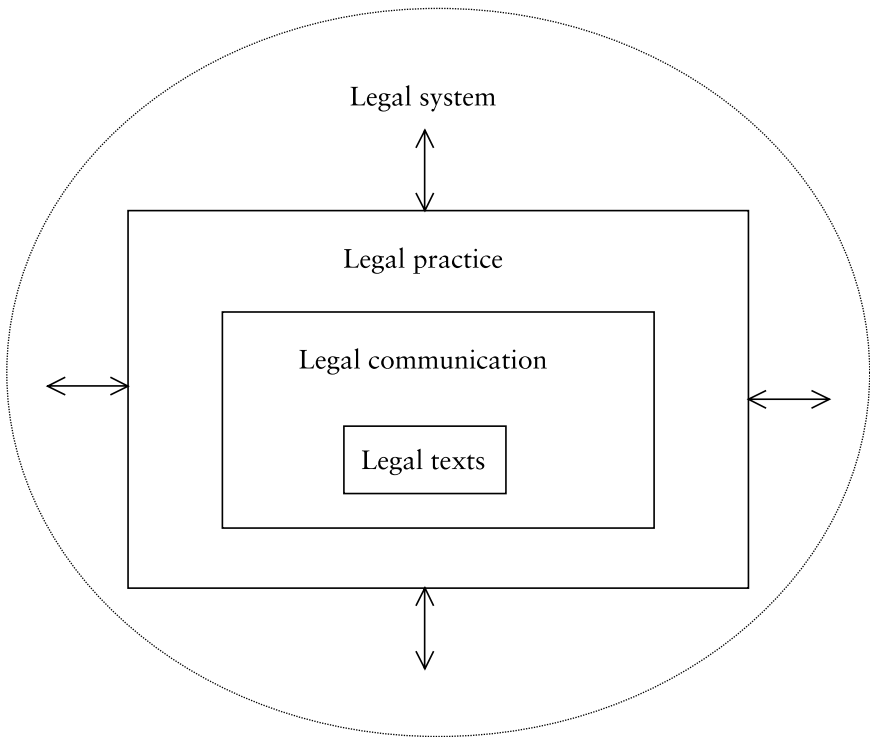 Legal system
Legal practice
Legal communication
Legal texts